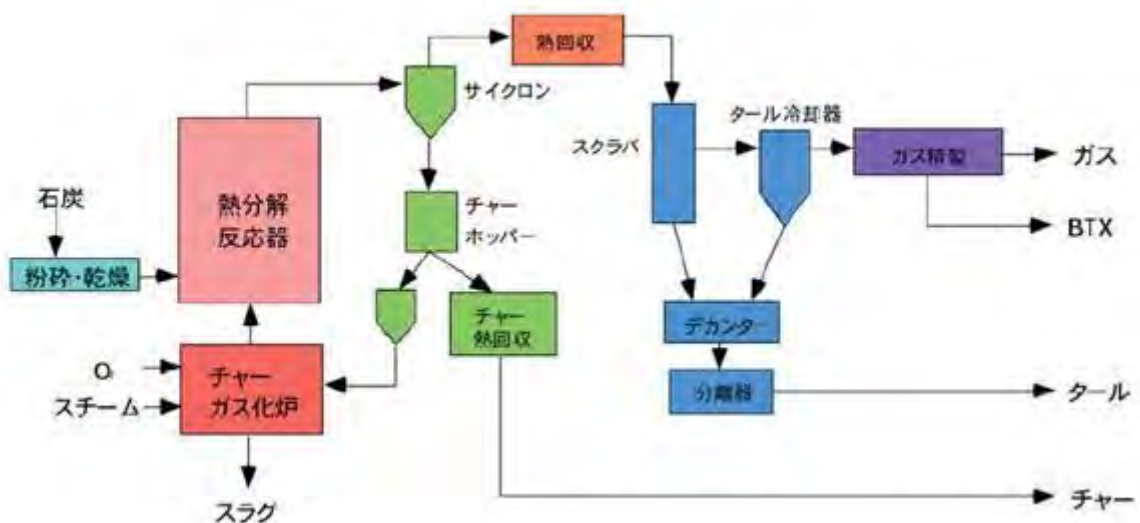 熱回収
サイクロン
タール冷却器
スクラバ
ガス精製
ガス
石炭
熱分解
反応器
チャー
ホッパー
BTX
粉砕・乾燥
チャー
熱回収
デカンター
O
チャー
ガス化炉
スチーム
分離器
タール
スラグ
チャー